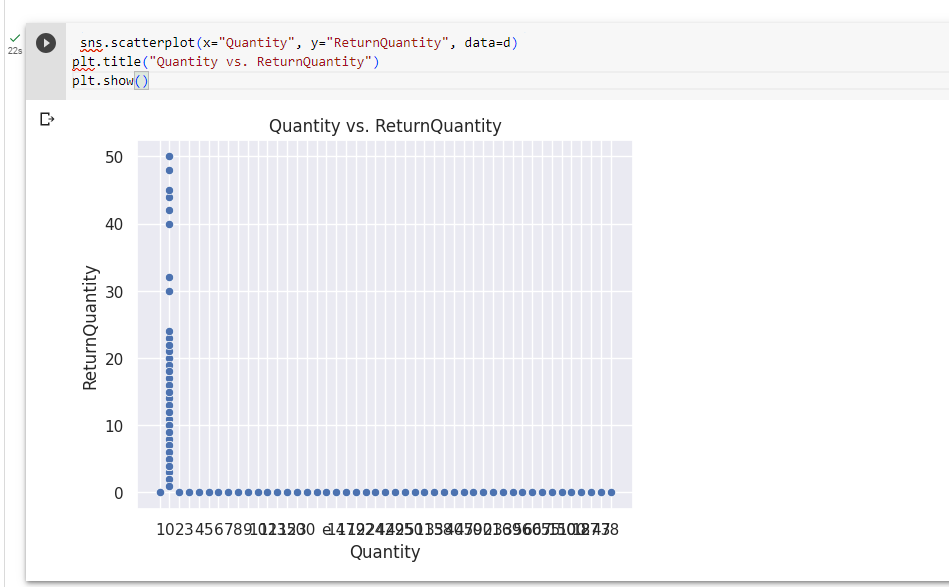 22s
sns.scatterplot(x="Quantity", y="ReturnQuantity", data=d)
plt.title("Quantity vs. ReturnQuantity")
plt.show()
Quantity vs. ReturnQuantity
50
40
30
20
10
0
ReturnQuantity
Quantity